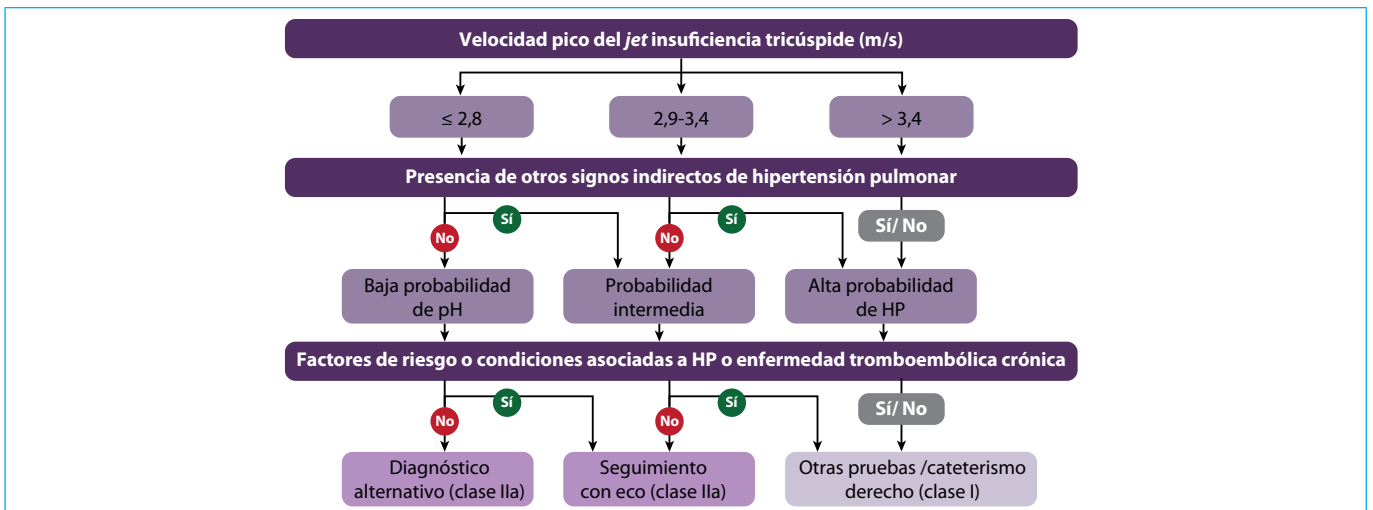 Velocidad pico del jet insuficiencia tricúspide (m/s)
≤ 2,8
2,9-3,4
> 3,4
Presencia de otros signos indirectos de hipertensión pulmonar
Sí
Sí
Sí/ No
No
No
Baja probabilidad
de pH
Probabilidad
intermedia
Alta probabilidad
de HP
Factores de riesgo o condiciones asociadas a HP o enfermedad tromboembólica crónica
Sí
Sí
Sí/ No
No
No
Diagnóstico
alternativo (clase IIa)
Seguimiento
con eco (clase IIa)
Otras pruebas /cateterismo
derecho (clase I)